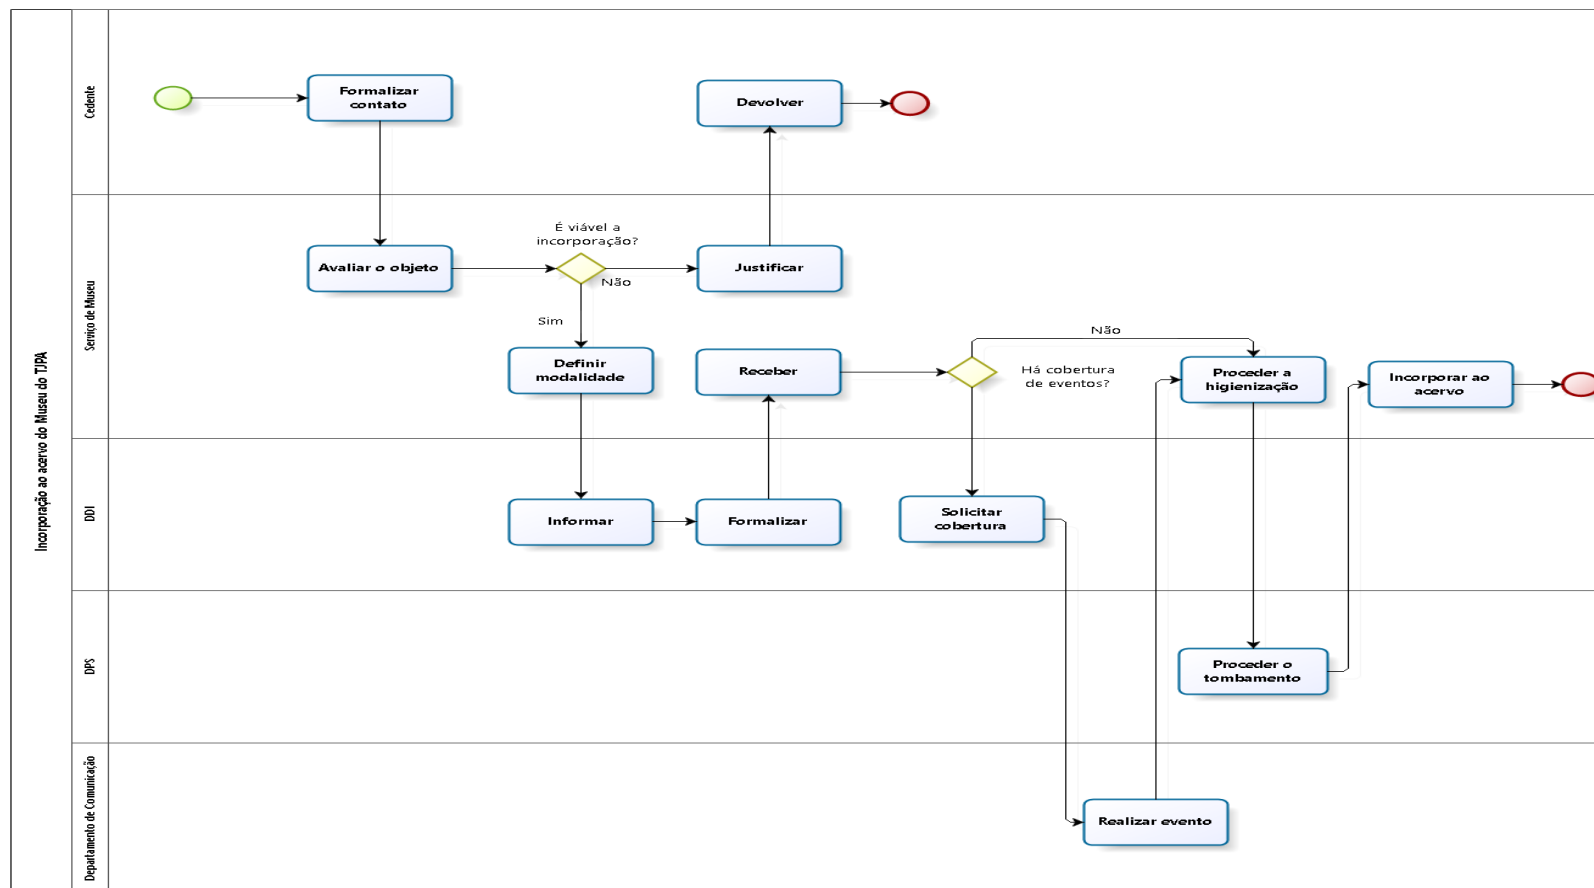 Incorporação ao acervo do Museu do TJPA
Cedente
Formalizar
contato
Devolver
Serviço de Museu
É viável a
incorporação?
Avaliar o objeto
Não
Justificar
Sim
Definir
modalidade
Receber
Há cobertura
de eventos?
Não
Proceder a
higienização
Incorporar ao
acervo
DDI
Informar
Formalizar
Solicitar
cobertura
DPS
Proceder o
tombamento
Departamento de Comunicação
Realizar evento